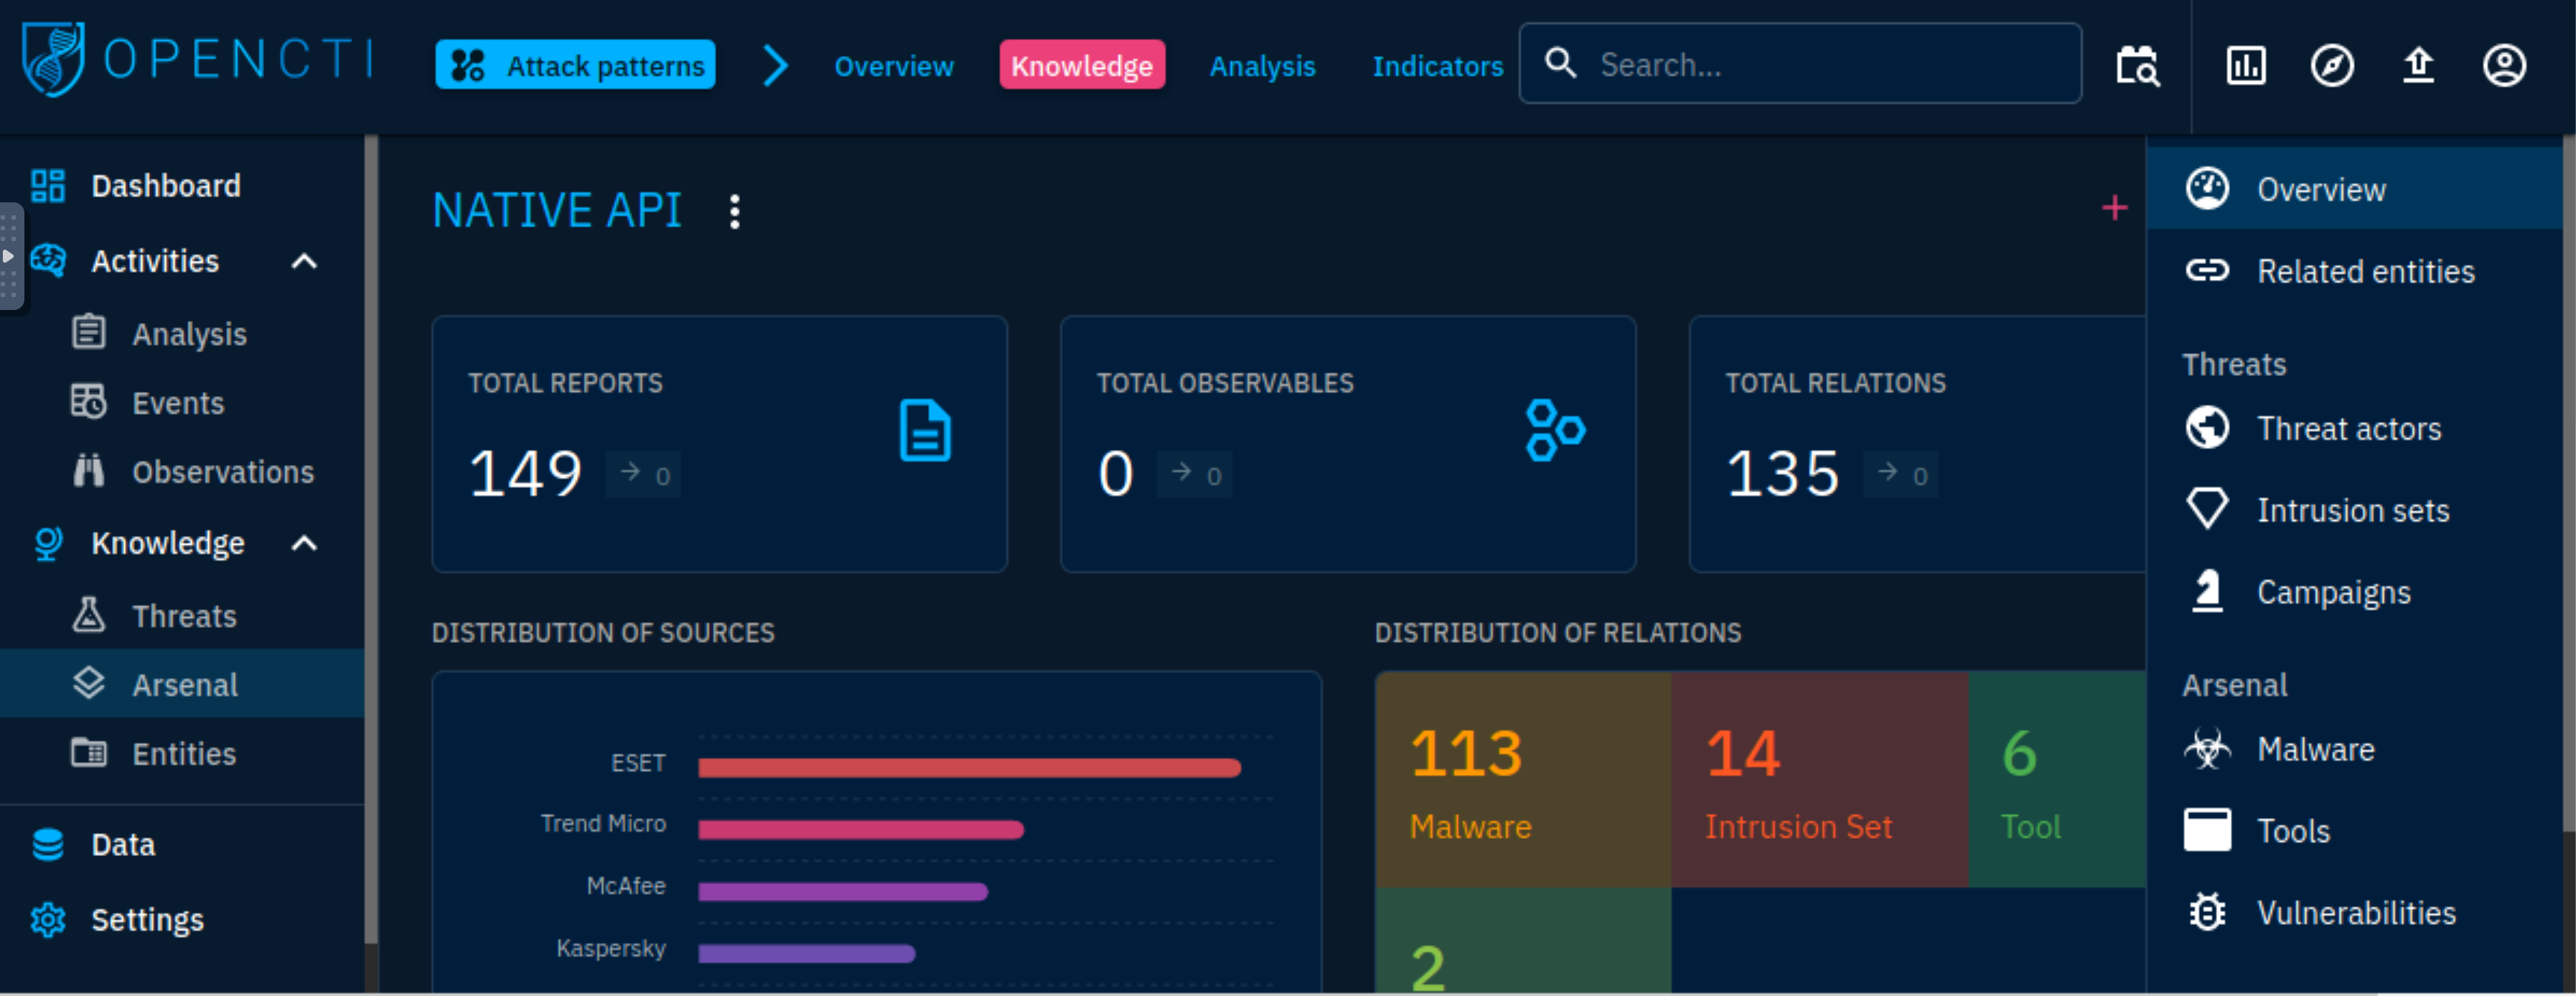 OPENCTI
Attack patterns
Overview
Knowledge
Analysis
Indicators
Search...
Dashboard
Activities
Analysis
Events
Observations
Knowledge
Threats
Arsenal
Entities
Data
Settings
NATIVE API
+
TOTAL REPORTS
149 → 0
TOTAL OBSERVABLES
0 → 0
TOTAL RELATIONS
135 → 0
DISTRIBUTION OF SOURCES
ESET
Trend Micro
McAfee
Kaspersky
DISTRIBUTION OF RELATIONS
113
Malware
14
Intrusion Set
6
Tool
2
Overview
Related entities
Threats
Threat actors
Intrusion sets
Campaigns
Arsenal
Malware
Tools
Vulnerabilities